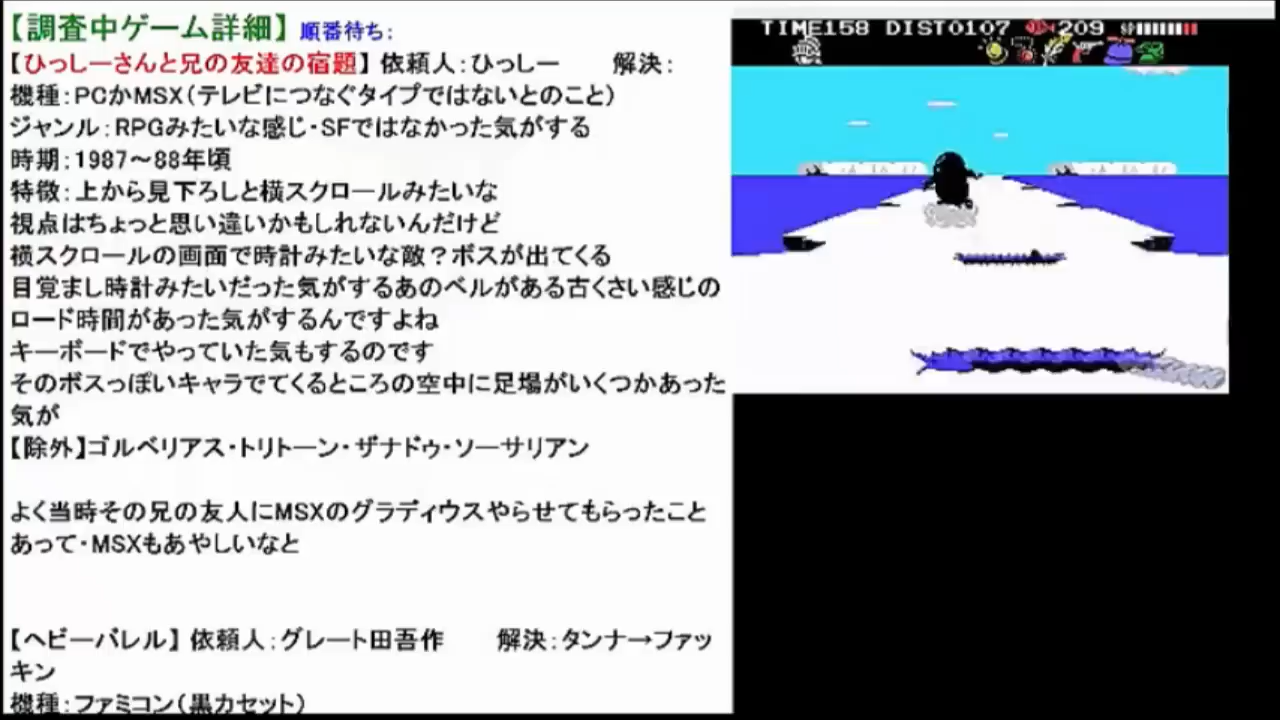 【調査中ゲーム詳細】 順番待ち:
【ひっしーさんと兄の友達の宿題】 依頼人:ひっしー　　解決:
機種:PCかMSX(テレビにつなぐタイプではないとのこと)
ジャンル:RPGみたいな感じ・SFではなかった気がする
時期:1987～88年頃
特徴:上から見下ろしと横スクロールみたいな
視点はちょっと思い違いかもしれないんだけど
横スクロールの画面で時計みたいな敵?ボスが出てくる
目覚まし時計みたいだった気がするあのベルがある古くさい感じの
ロード時間があった気がするんですよね
キーボードでやっていた気もするのです
そのボスっぽいキャラでてくるところの空中に足場がいくつかあった
気が
【除外】ゴルベリアス・トリトーン・ザナドゥ・ソーサリアン
よく当時その兄の友人にMSXのグラディウスやらせてもらったこと
あって・MSXもあやしいなと
【ヘビーバレル】 依頼人:グレート田吾作　　解決:タンナ→ファッ
キン
機種:ファミコン(黒カセット)
TIME158 DIST0107 209 SP